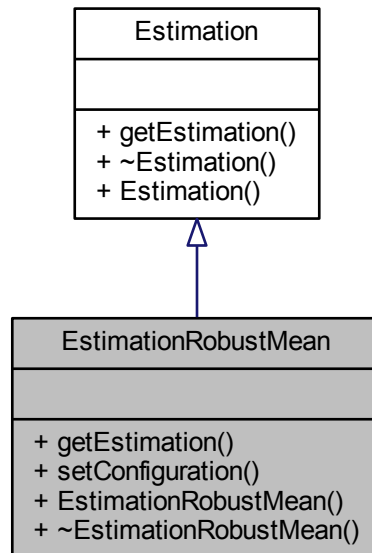 Estimation
+ getEstimation()
+ ~Estimation()
+ Estimation()
EstimationRobustMean
+ getEstimation()
+ setConfiguration()
+ EstimationRobustMean()
+ ~EstimationRobustMean()